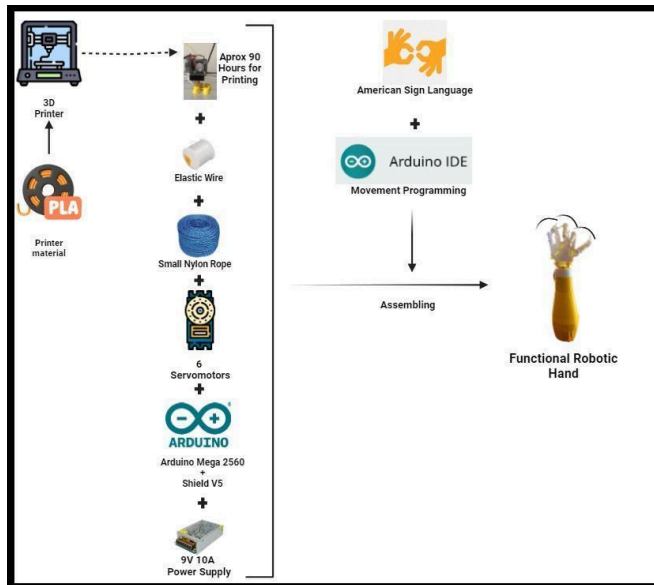 3D
Printer
PLA
Printer
material
Aprox 90
Hours for
Printing
+
Elastic Wire
+
Small Nylon Rope
+
6
Servomotors
+
ARDUINO
Arduino Mega 2560
+
Shield V5
+
9V 10A
Power Supply
American Sign Language
+
Arduino IDE
Movement Programming
Assembling
Functional Robotic
Hand